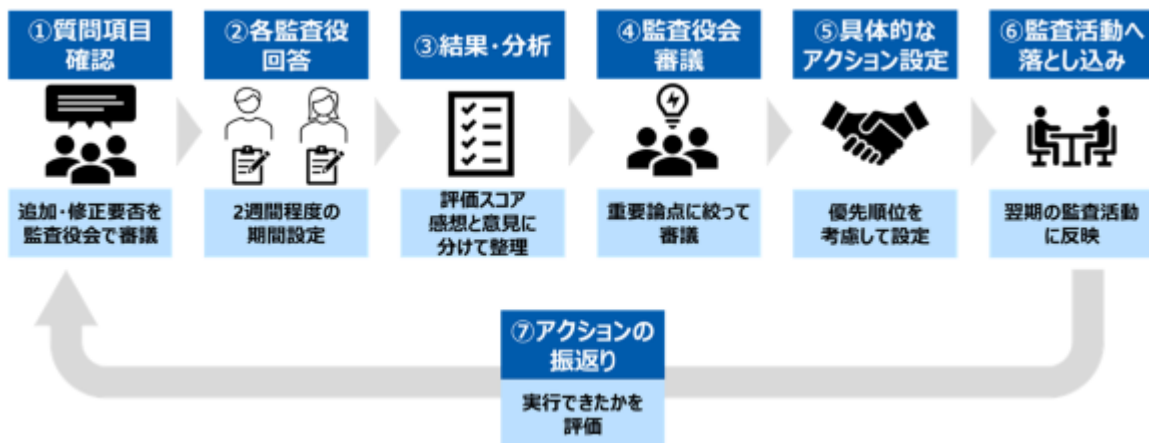 ①質問項目
確認
追加・修正要否を
監査役会で審議
②各監査役
回答
2週間程度の
期間設定
③結果・分析
評価スコア
感想と意見に
分けて整理
④監査役会
審議
重要論点に絞って
審議
⑤具体的な
アクション設定
優先順位を
考慮して設定
⑥監査活動へ
落とし込み
翌期の監査活動
に反映
⑦アクションの
振返り
実行できたかを
評価